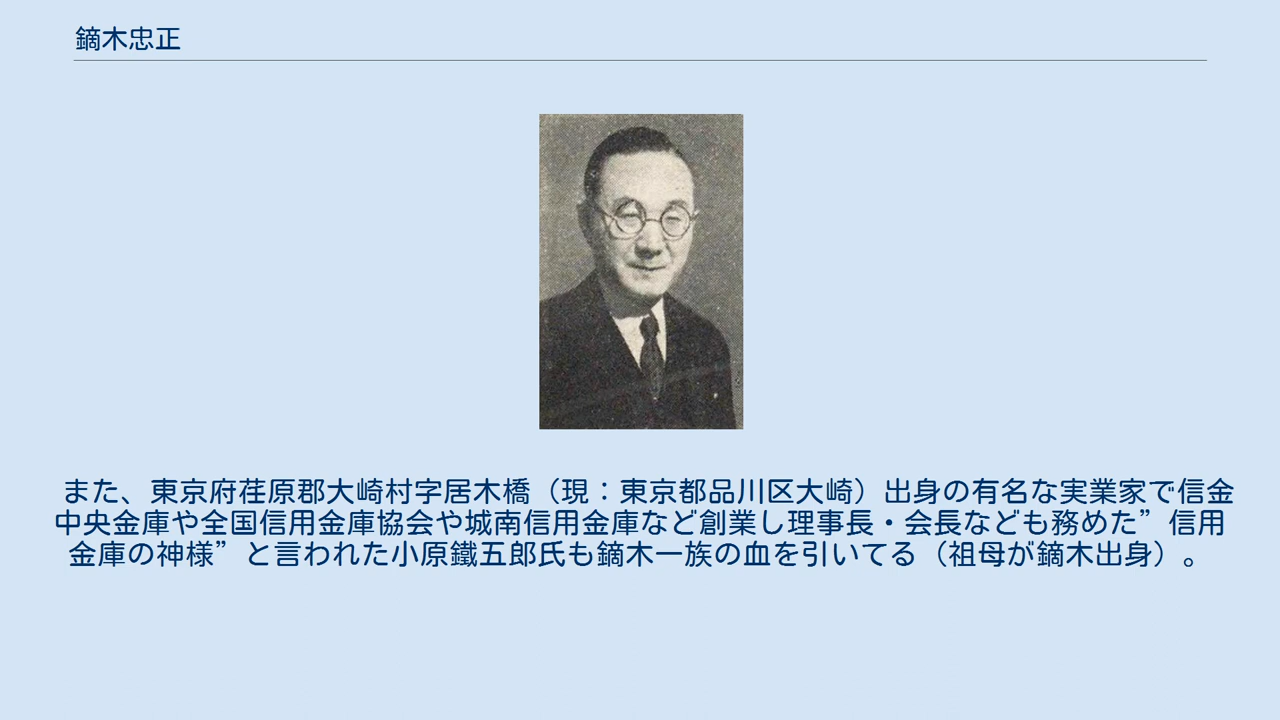 鏑木忠正
また、東京府荏原郡大崎村字居木橋（現：東京都品川区大崎）出身の有名な実業家で信金
中央金庫や全国信用金庫協会や城南信用金庫など創業し理事長・会長なども務めた”信用
金庫の神様”と言われた小原鐵五郎氏も鏑木一族の血を引いてる（祖母が鏑木出身）。